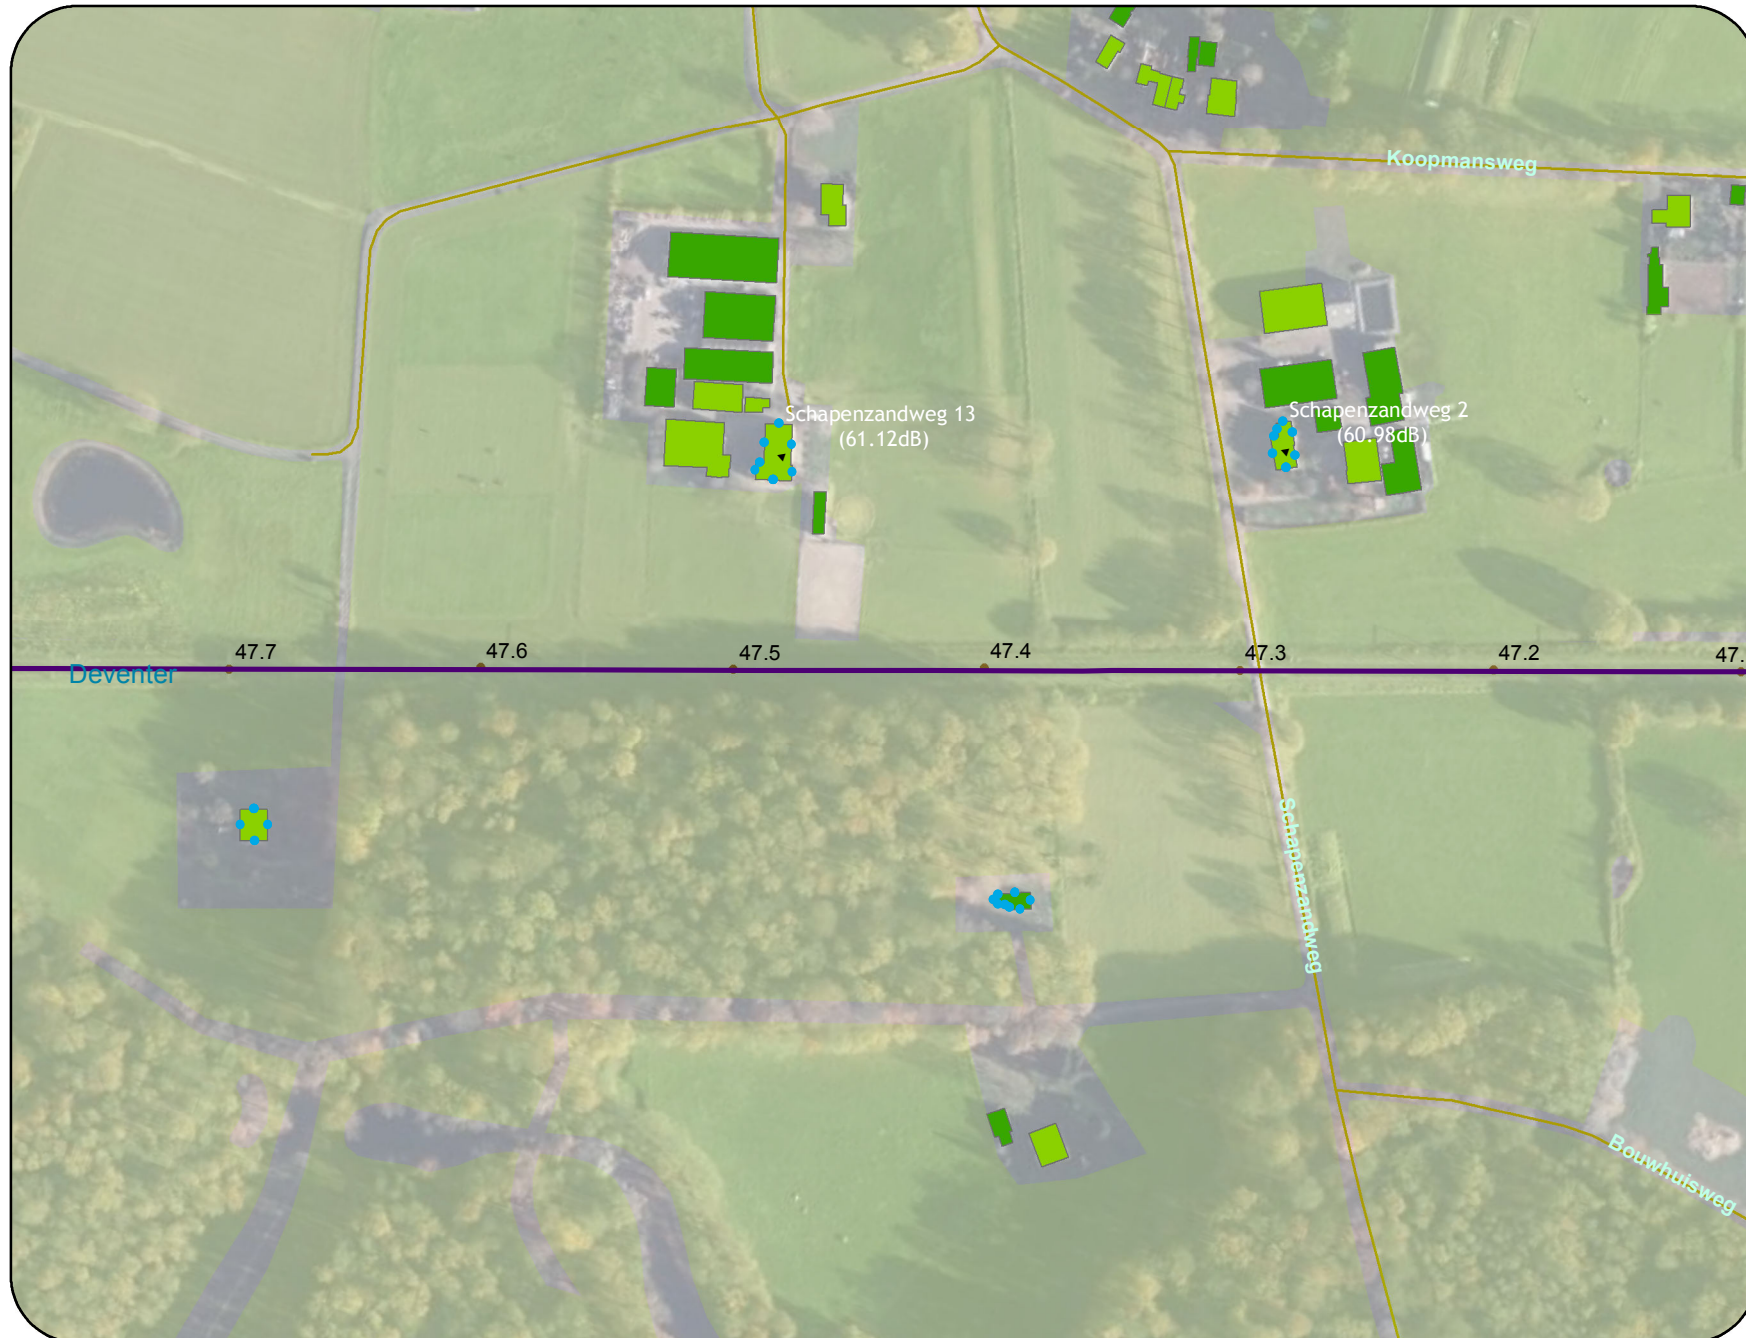 Koopmansweg
Schapenzandweg 13
(61.12dB)
Schapenzandweg 2
(60.98dB)
47.7
47.6
47.5
47.4
47.3
47.2
47.
Deventer
Schapenzandweg
Bouwhuisweg